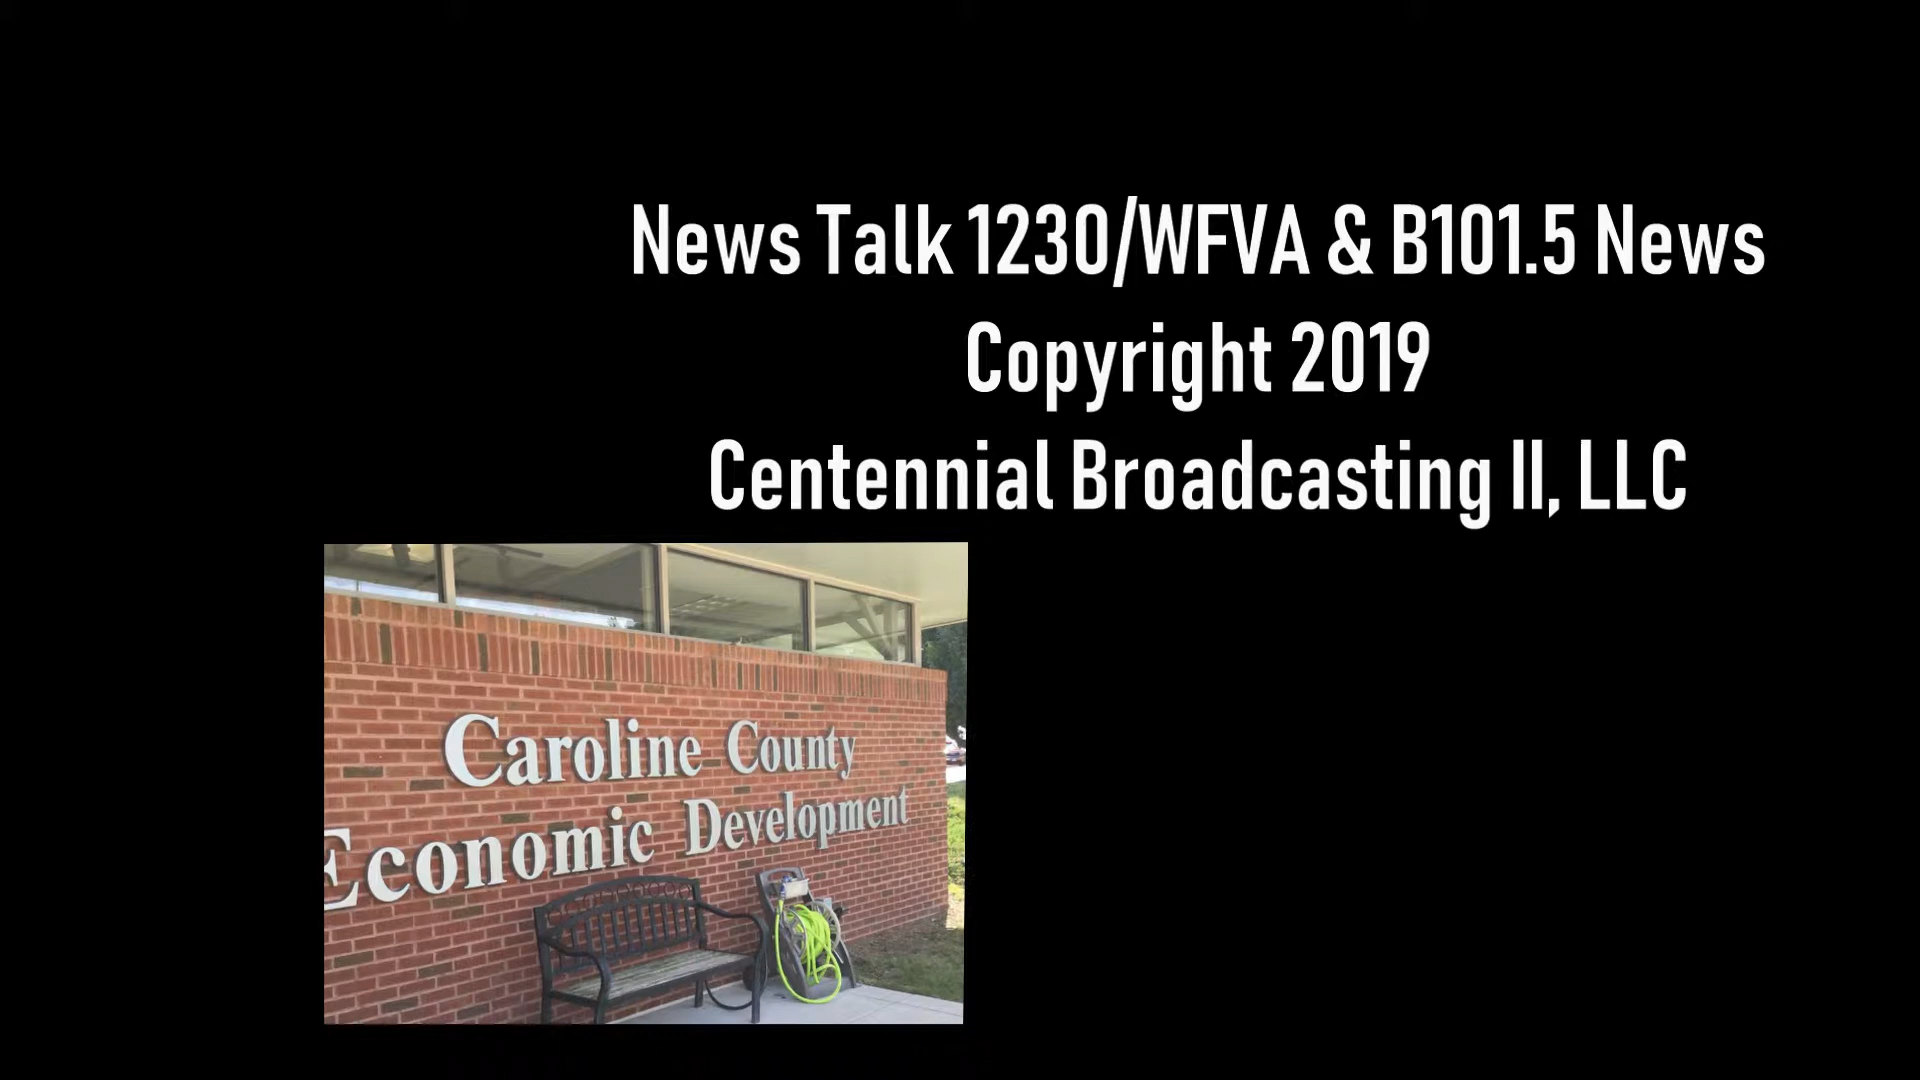 News Talk 1230/WFVA & B101.5 News
Copyright 2019
Centennial Broadcasting II, LLC
Caroline County
Economic Development